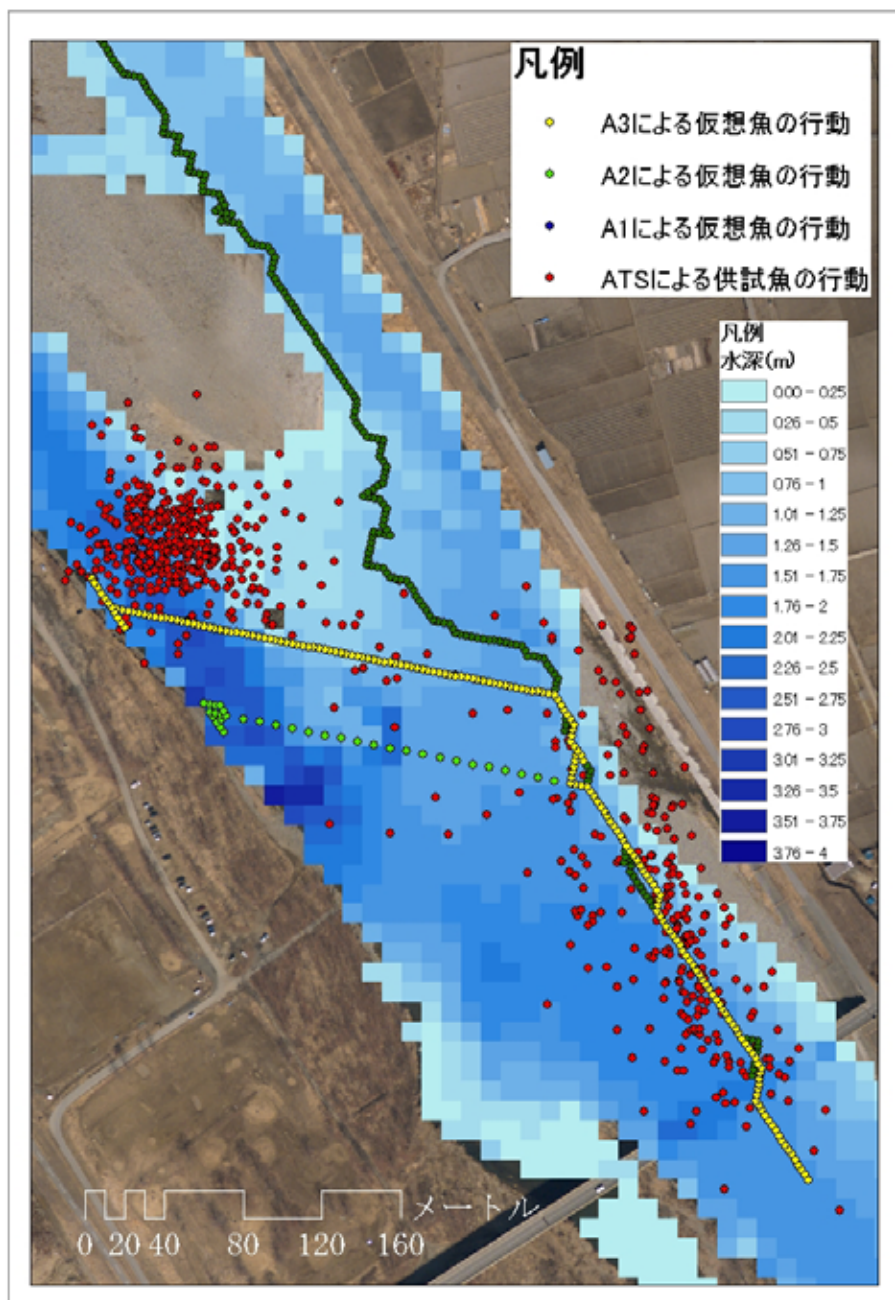 凡例
A3による仮想魚の行動
A2による仮想魚の行動
A1による仮想魚の行動
ATSによる供試魚の行動
凡例
水深(m)
0.00 - 0.25
0.26 - 0.5
0.51 - 0.75
0.76 - 1
1.01 - 1.25
1.26 - 1.5
1.51 - 1.75
1.76 - 2
2.01 - 2.25
2.26 - 2.5
2.51 - 2.75
2.76 - 3
3.01 - 3.25
3.26 - 3.5
3.51 - 3.75
3.76 - 4
メートル
0 20 40 80 120 160